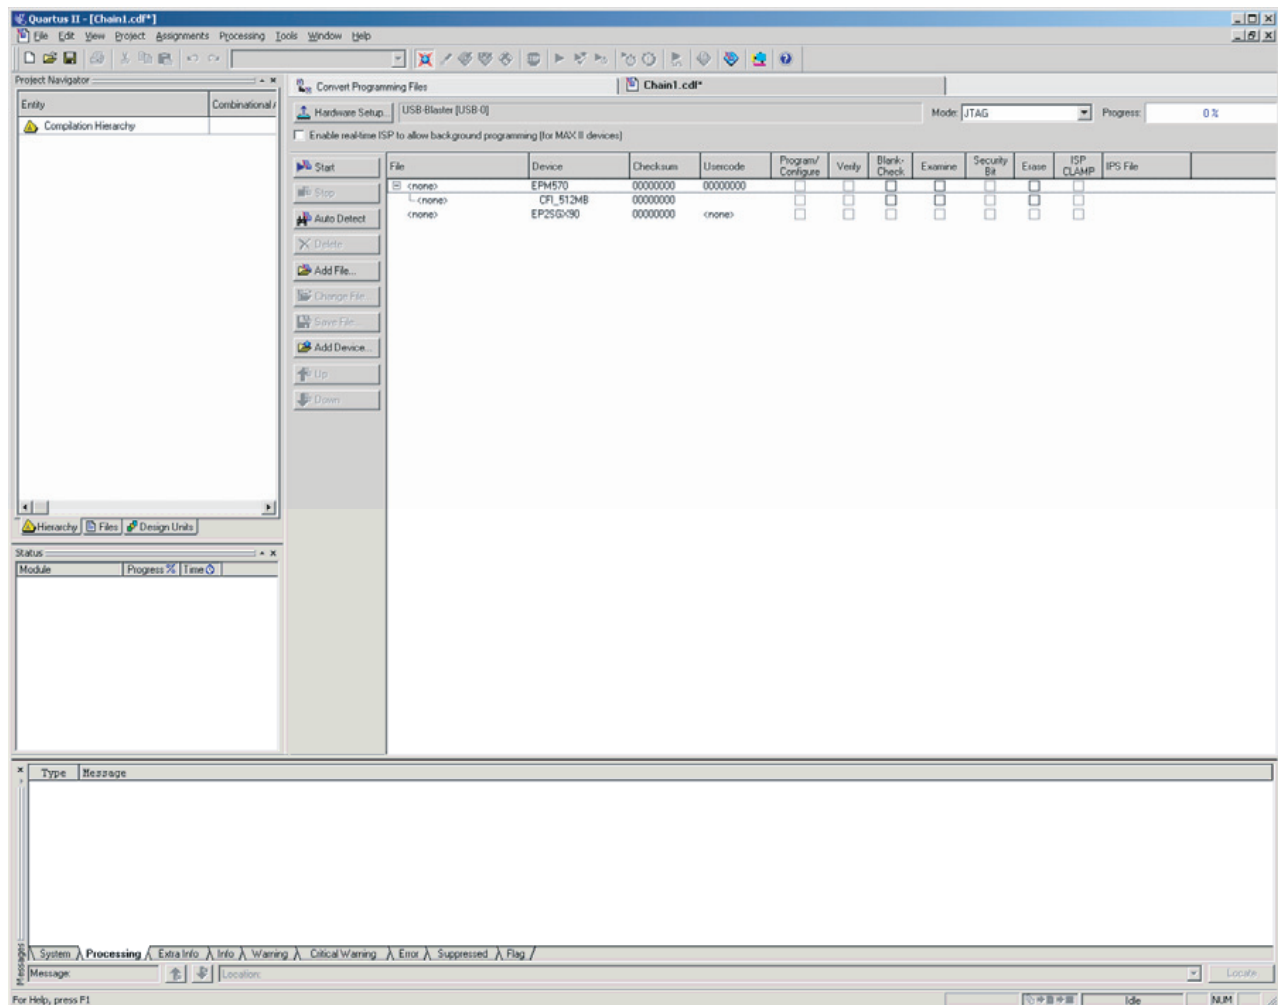 Quartus II - [Chain1.cdf*]
File Edit View Project Assignments Processing Tools Window Help
Project Navigator
Entity Combinational A
Compilation Hierarchy
Hierarchy Files Design Units
Status
Module Progress % Time
Convert Programming Files Chain1.cdf*
Hardware Setup... USB-Blaster [USB-0] Mode: JTAG Progress: 0 %
Enable real-time ISP to allow background programming (for MAX II devices)
Start
Stop
Auto Detect
Delete
Add File...
Change File...
Save File...
Add Device...
Up
Down
File Device Checksum Usercode Program/Configure Verify Blank-Check Examine Security Bit Erase ISP CLAMP IPS File
<none> EPM570 00000000 00000000
<none> CFI_512MB 00000000
<none> EP2SGX90 00000000 <none>
Type Message
System Processing Extra Info Info Warning Critical Warning Error Suppressed Flag
Messages
Message: Location: Locate
For Help, press F1 Idle NUM